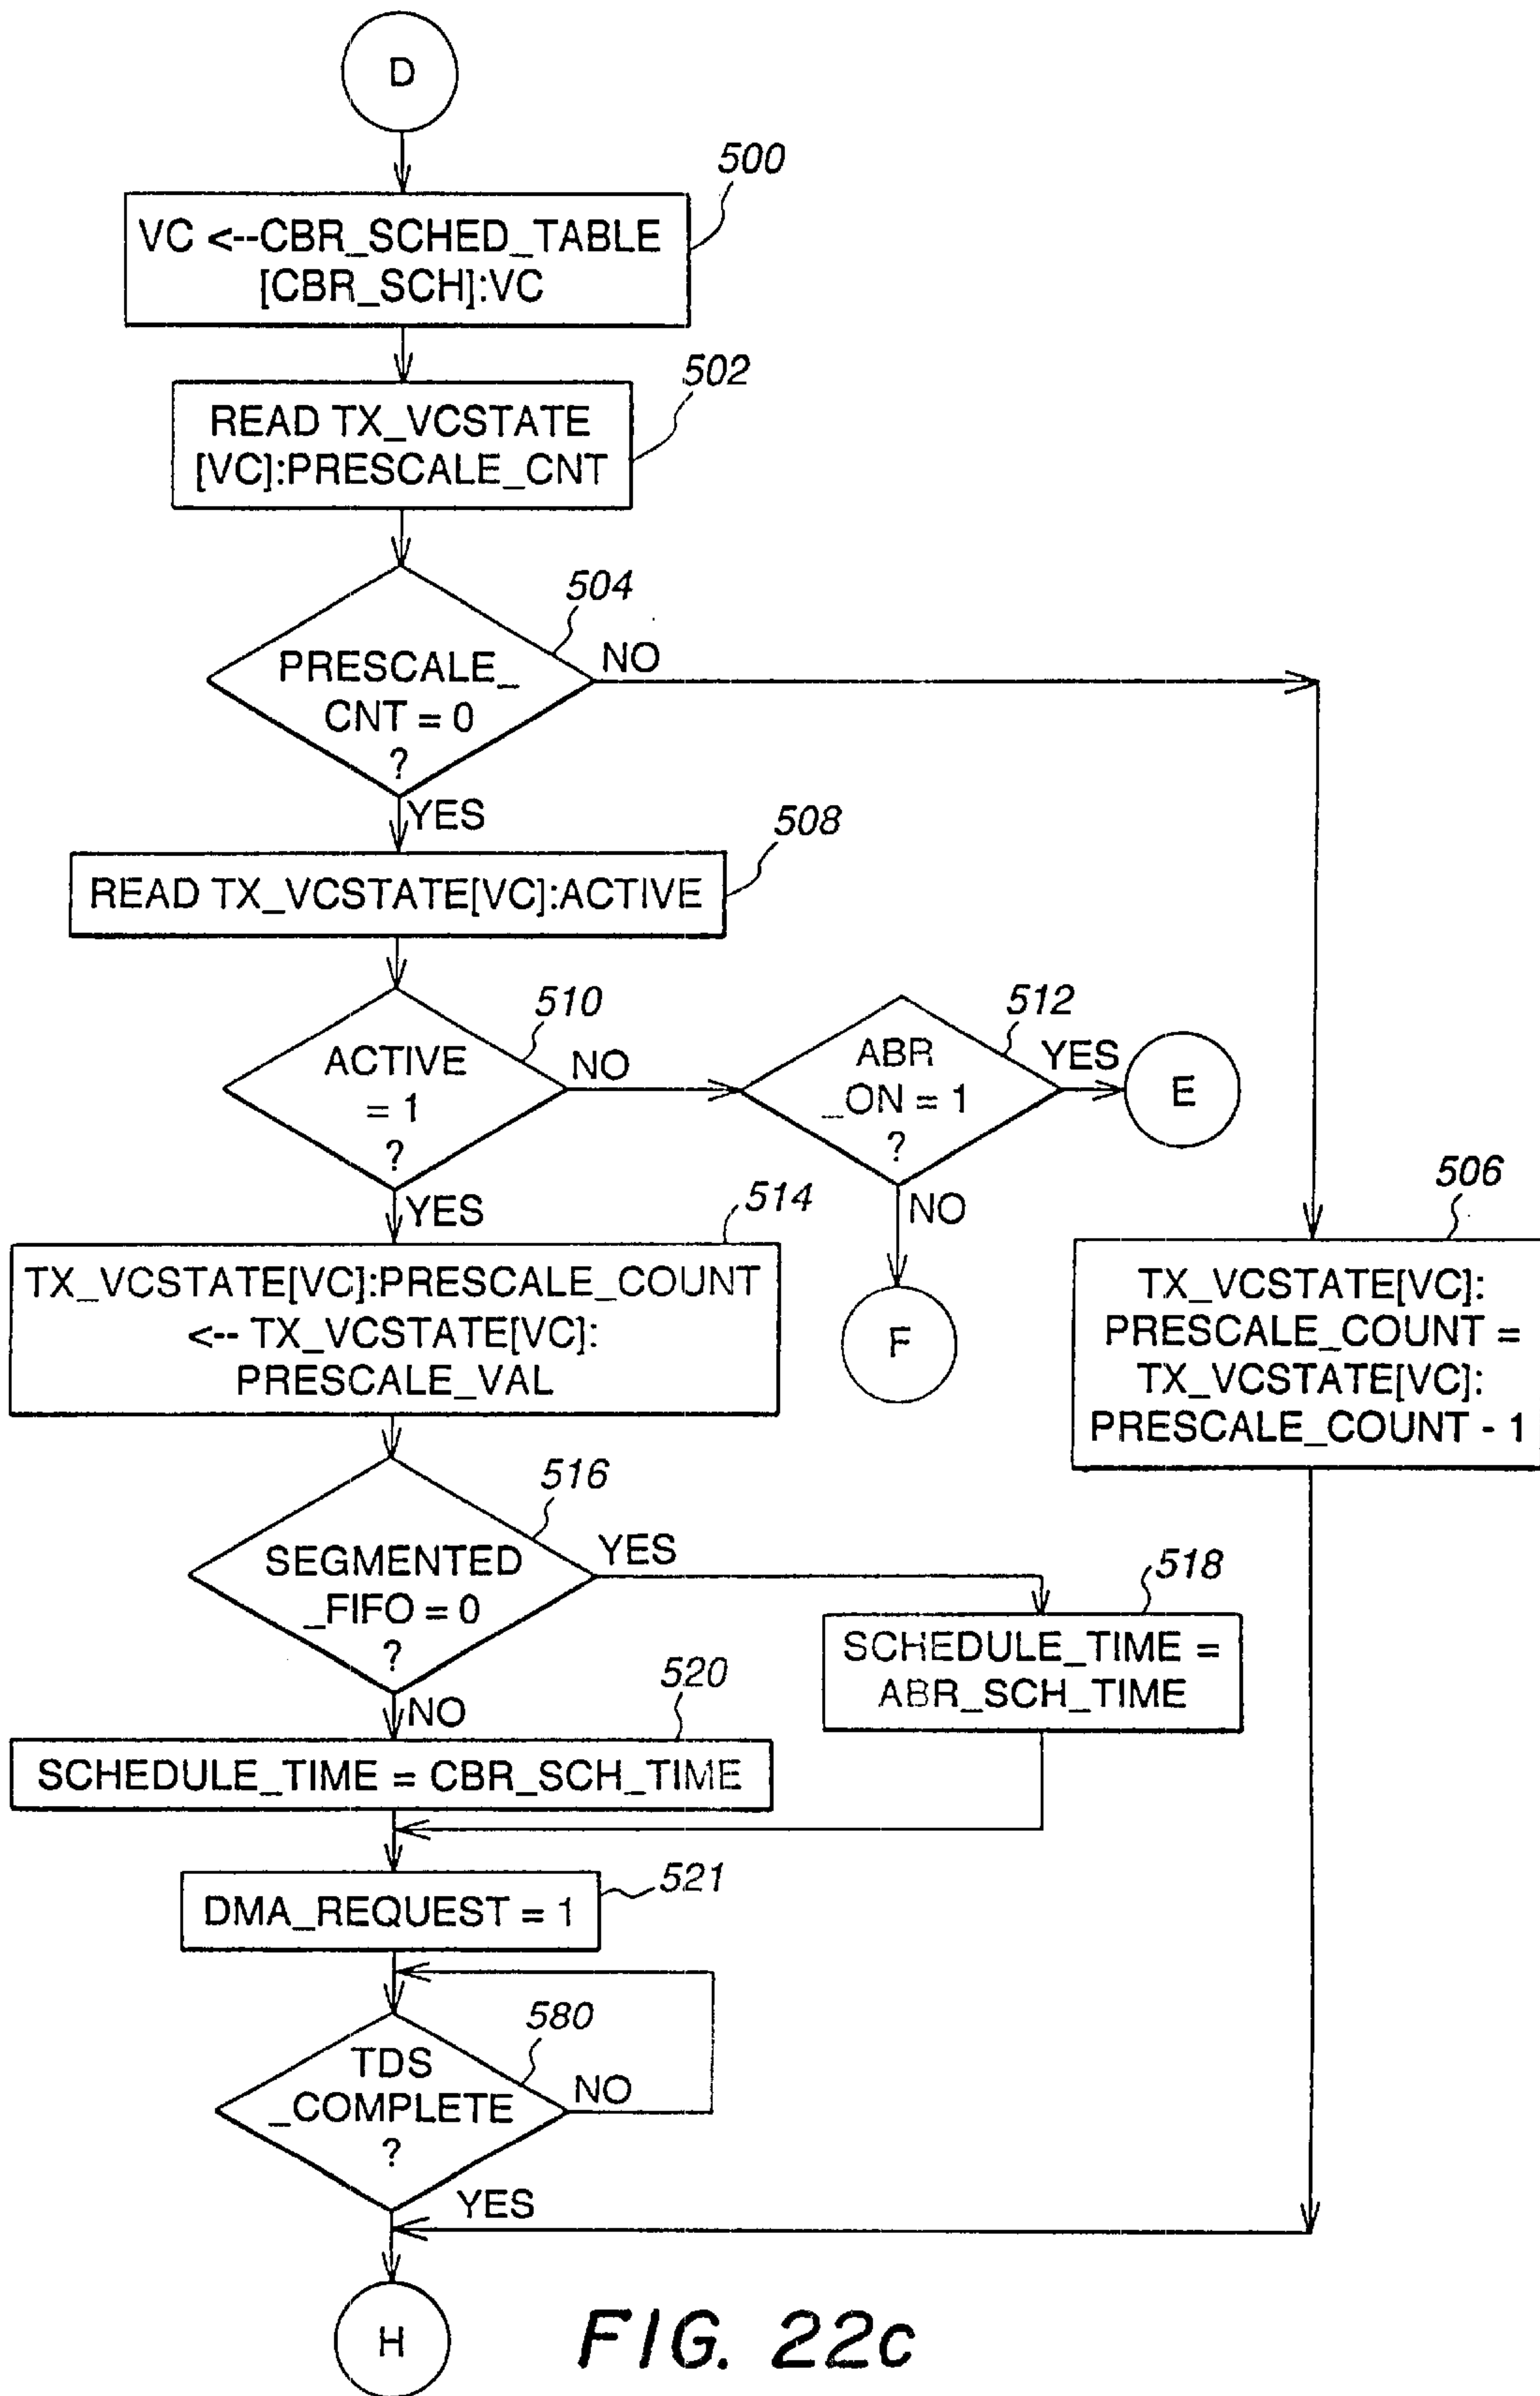 D
500
VC <--CBR_SCHED_TABLE
[CBR_SCH]:VC
502
READ TX_VCSTATE
[VC]:PRESCALE_CNT
504
PRESCALE_
CNT = 0
?
NO
YES
508
READ TX_VCSTATE[VC]:ACTIVE
510
ACTIVE
= 1
?
NO
512
ABR
_ON = 1
?
YES
E
NO
F
YES
514
TX_VCSTATE[VC]:PRESCALE_COUNT
<-- TX_VCSTATE[VC]:
PRESCALE_VAL
506
TX_VCSTATE[VC]:
PRESCALE_COUNT =
TX_VCSTATE[VC]:
PRESCALE_COUNT - 1
516
SEGMENTED
_FIFO = 0
?
YES
518
SCHEDULE_TIME =
ABR_SCH_TIME
NO
520
SCHEDULE_TIME = CBR_SCH_TIME
521
DMA_REQUEST = 1
580
TDS
_COMPLETE
?
NO
YES
H
FIG. 22c